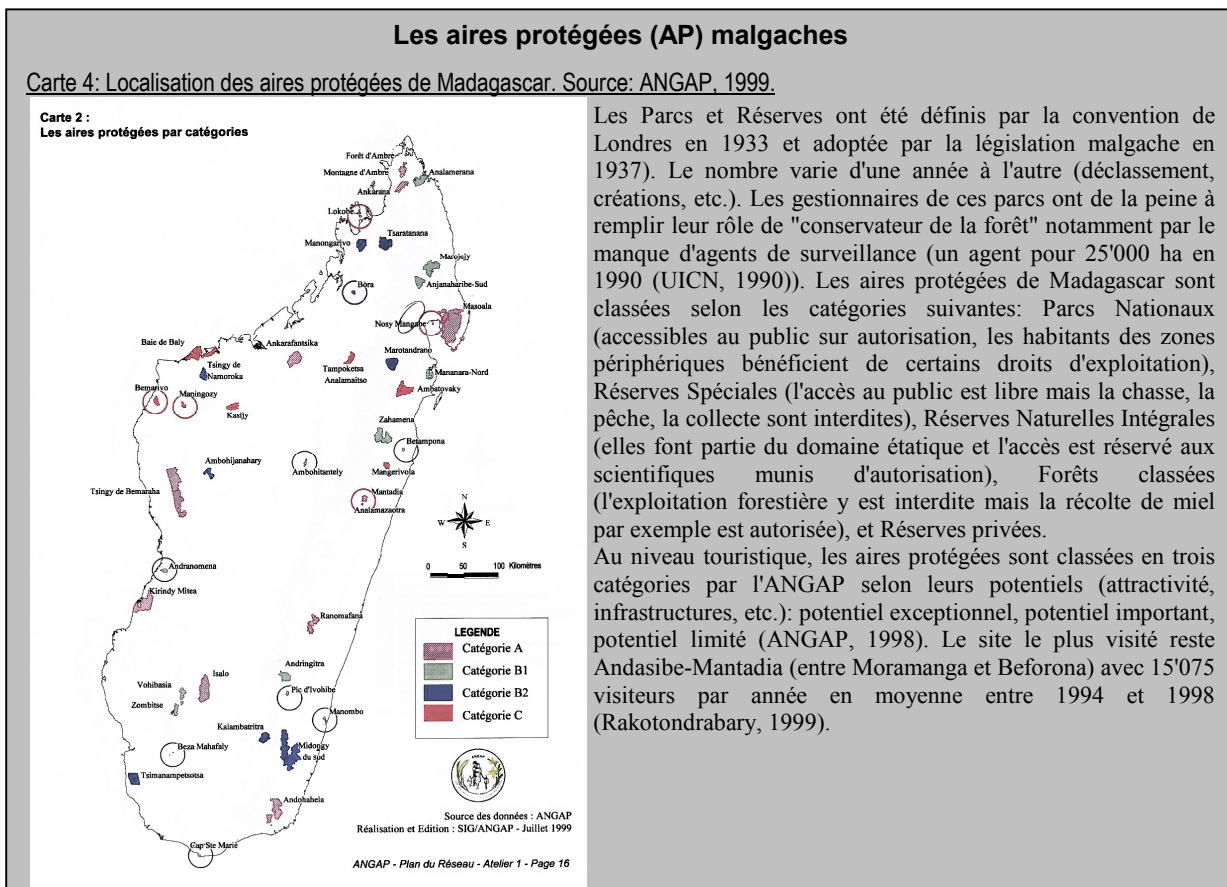 Les aires protégées (AP) malgaches
Carte 4: Localisation des aires protégées de Madagascar. Source: ANGAP, 1999.
Carte 2 :
Les aires protégées par catégories
Forêt d'Ambre
Montagne d'Ambre
Analamerana
Ankarana
Lokobe
Tsaratanana
Manongarivo
Marojejy
Anjanaharibe-Sud
Bora
Masoala
Nosy Mangabe
Ankarafantsika
Baie de Baly
Marotandrano
Tsingy de
Namoroka
Tampoketsa
Analamaitso
Mananara-Nord
Bemarivo
Maningozy
Ambatovaky
Kasijy
Zahamena
Betampona
Ambohijanahary
Ambohitantely
Mangerivola
Tsingy de Bemaraha
Mantadia
Analamazaotra
N
W
E
S
0 50 100 Kilomètres
Andranomena
Kirindy Mitea
Ranomafana
LEGENDE
Catégorie A
Catégorie B1
Catégorie B2
Catégorie C
Isalo
Andringitra
Vohibasia
Pic d'Ivohibe
Zombitse
Manombo
Kalambatritra
Beza Mahafaly
Midongy
du sud
Tsimanampetsotsa
ANGAP
Andohahela
Source des données : ANGAP
Réalisation et Edition : SIG/ANGAP - Juillet 1999
Cap Ste Marie
ANGAP - Plan du Réseau - Atelier 1 - Page 16
Les Parcs et Réserves ont été définis par la convention de
Londres en 1933 et adoptée par la législation malgache en
1937). Le nombre varie d'une année à l'autre (déclassement,
créations, etc.). Les gestionnaires de ces parcs ont de la peine à
remplir leur rôle de "conservateur de la forêt" notamment par le
manque d'agents de surveillance (un agent pour 25'000 ha en
1990 (UICN, 1990)). Les aires protégées de Madagascar sont
classées selon les catégories suivantes: Parcs Nationaux
(accessibles au public sur autorisation, les habitants des zones
périphériques bénéficient de certains droits d'exploitation),
Réserves Spéciales (l'accès au public est libre mais la chasse, la
pêche, la collecte sont interdites), Réserves Naturelles Intégrales
(elles font partie du domaine étatique et l'accès est réservé aux
scientifiques munis d'autorisation), Forêts classées
(l'exploitation forestière y est interdite mais la récolte de miel
par exemple est autorisée), et Réserves privées.
Au niveau touristique, les aires protégées sont classées en trois
catégories par l'ANGAP selon leurs potentiels (attractivité,
infrastructures, etc.): potentiel exceptionnel, potentiel important,
potentiel limité (ANGAP, 1998). Le site le plus visité reste
Andasibe-Mantadia (entre Moramanga et Beforona) avec 15'075
visiteurs par année en moyenne entre 1994 et 1998
(Rakotondrabary, 1999).